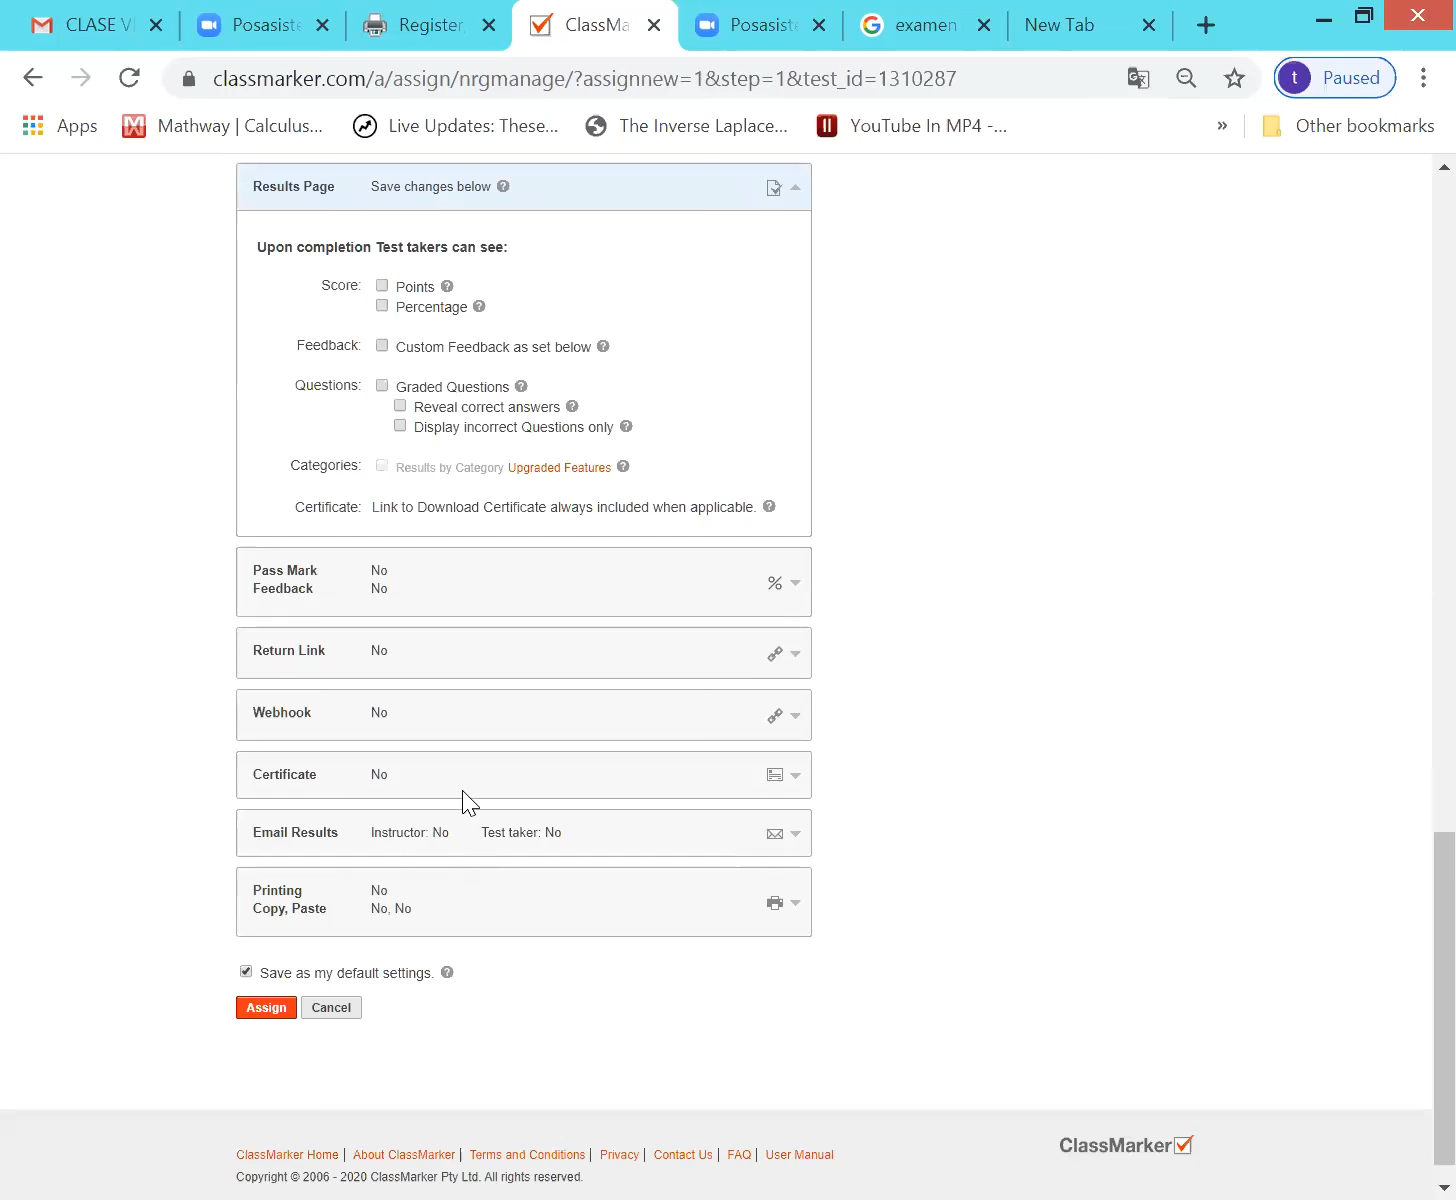 CLASE VI
Posasiste
Register,
ClassMa
Posasiste
examen
New Tab
classmarker.com/a/assign/nrgmanage/?assignnew=1&step=1&test_id=1310287
t
Paused
Apps
Mathway | Calculus...
Live Updates: These...
The Inverse Laplace...
YouTube In MP4 -...
»
Other bookmarks
Results Page Save changes below
Upon completion Test takers can see:
Score: Points
Percentage
Feedback: Custom Feedback as set below
Questions: Graded Questions
Reveal correct answers
Display incorrect Questions only
Categories: Results by Category Upgraded Features
Certificate: Link to Download Certificate always included when applicable.
Pass Mark No
Feedback No
Return Link No
Webhook No
Certificate No
Email Results Instructor: No Test taker: No
Printing No
Copy, Paste No, No
Save as my default settings.
Assign Cancel
ClassMarker Home | About ClassMarker | Terms and Conditions | Privacy | Contact Us | FAQ | User Manual
Copyright © 2006 - 2020 ClassMarker Pty Ltd. All rights reserved.
ClassMarker